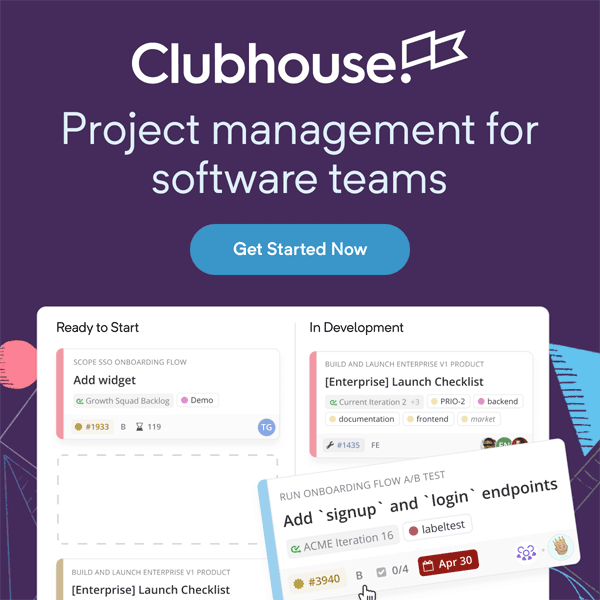 Clubhouse.
Project management for
software teams
Get Started Now
Ready to Start
In Development
SCOPE SSO ONBOARDING FLOW
Add widget
Growth Squad Backlog
Demo
#1933
B
119
TG
BUILD AND LAUNCH ENTERPRISE V1 PRODUCT
[Enterprise] Launch Checklist
Current Iteration 2 +3
PRIO-2
backend
documentation
frontend
market
#1435
FE
RUN ONBOARDING FLOW A/B TEST
Add `signup` and `login` endpoints
ACME Iteration 16
labeltest
#3940
B
0/4
Apr 30
BUILD AND LAUNCH ENTERPRISE V1 PRODUCT
[Enterprise] Launch Checklist